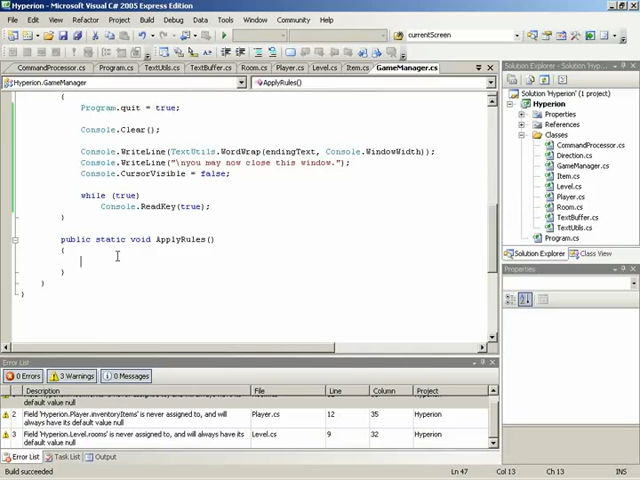 Hyperion - Microsoft Visual C# 2005 Express Edition
File Edit View Refactor Project Build Debug Data Tools Window Community Help
currentScreen
CommandProcessor.cs Program.cs TextUtils.cs TextBuffer.cs Room.cs Player.cs Level.cs Item.cs GameManager.cs
Hyperion.GameManager ApplyRules()
{
Program.quit = true;
Console.Clear();
Console.WriteLine(TextUtils.WordWrap(endingText, Console.WindowWidth));
Console.WriteLine("\nyou may now close this window.");
Console.CursorVisible = false;
while (true)
Console.ReadKey(true);
}
public static void ApplyRules()
{
}
}
}
Solution Explorer - Solution 'Hyp...
Solution 'Hyperion' (1 project)
Hyperion
Properties
References
Classes
CommandProcessor.cs
Direction.cs
GameManager.cs
Item.cs
Level.cs
Player.cs
Room.cs
TextBuffer.cs
TextUtils.cs
Program.cs
Solution Explorer Class View
Properties
Error List
0 Errors 3 Warnings 0 Messages
Description File Line Column Project
default value null
2 Field 'Hyperion.Player.inventoryItems' is never assigned to, and will always have its default value null Player.cs 12 35 Hyperion
3 Field 'Hyperion.Level.rooms' is never assigned to, and will always have its default value null Level.cs 9 32 Hyperion
Error List Task List Output
Build succeeded Ln 47 Col 13 Ch 13 INS